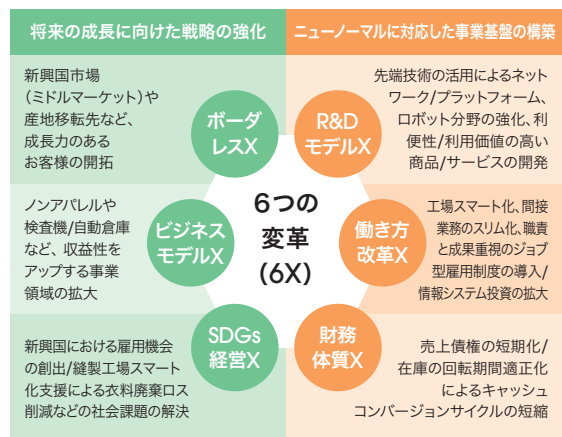 将来の成長に向けた戦略の強化
ニューノーマルに対応した事業基盤の構築
新興国市場
（ミドルマーケット）や
産地移転先など、
成長力のある
お客様の開拓
ボーダ
レスX
R&D
モデルX
先端技術の活用によるネット
ワーク/プラットフォーム、
ロボット分野の強化、利
便性/利用価値の高い
商品/サービスの開発
ノンアパレルや
検査機/自動倉庫
など、収益性を
アップする事業
領域の拡大
ビジネス
モデルX
6つの
変革
(6X)
働き方
改革X
工場スマート化、間接
業務のスリム化、職責
と成果重視のジョブ
型雇用制度の導入/
情報システム投資の拡大
新興国における雇用機会
の創出/縫製工場スマート
化支援による衣料廃棄ロス
削減などの社会課題の解決
SDGs
経営X
財務
体質X
売上債権の短期化/
在庫の回転期間適正化
によるキャッシュ
コンバージョンサイクルの短縮